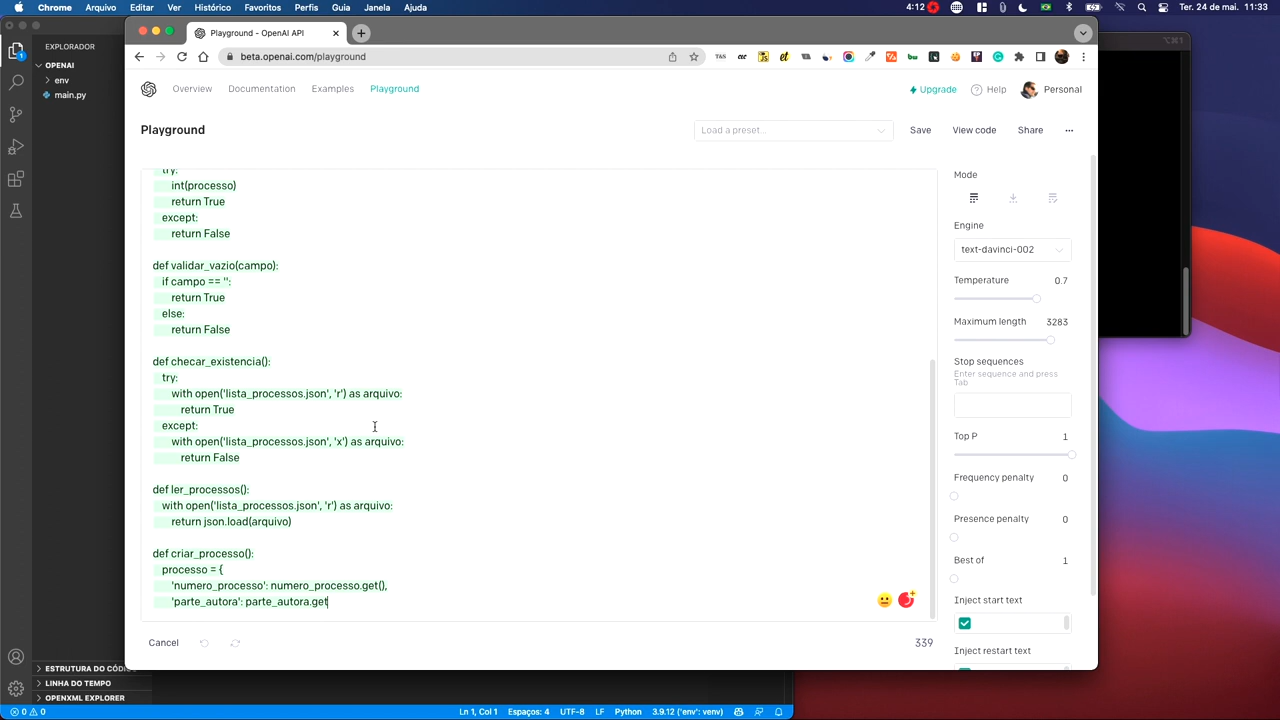 Chrome Arquivo Editar Ver Histórico Favoritos Perfis Guia Janela Ajuda
4:12
Ter. 24 de mai. 11:33
EXPLORADOR
OPENAI
env
main.py
1
Playground - OpenAI API
beta.openai.com/playground
Overview Documentation Examples Playground
Upgrade Help Personal
Playground
Load a preset...
Save View code Share
try:
int(processo)
return True
except:
return False
def validar_vazio(campo):
if campo == '':
return True
else:
return False
def checar_existencia():
try:
with open('lista_processos.json', 'r') as arquivo:
return True
except:
with open('lista_processos.json', 'x') as arquivo:
return False
def ler_processos():
with open('lista_processos.json', 'r') as arquivo:
return json.load(arquivo)
def criar_processo():
processo = {
'numero_processo': numero_processo.get(),
'parte_autora': parte_autora.get
Cancel
339
Mode
Engine
text-davinci-002
Temperature 0.7
Maximum length 3283
Stop sequences
Enter sequence and press
Tab
Top P 1
Frequency penalty 0
Presence penalty 0
Best of 1
Inject start text
Inject restart text
⌥⌘1
ESTRUTURA DO CÓDI
LINHA DO TEMPO
OPENXML EXPLORER
0 0
Ln 1, Col 1 Espaços: 4 UTF-8 LF Python 3.9.12 ('env': venv)